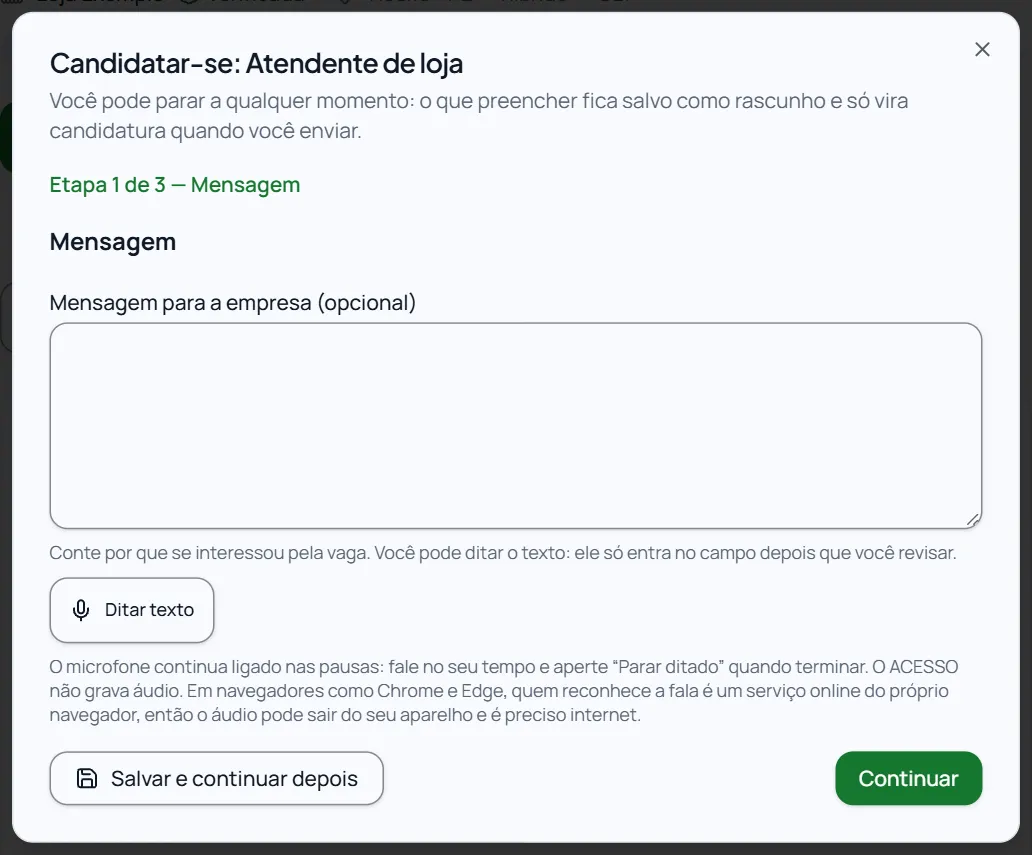 Candidatar-se: Atendente de loja
Você pode parar a qualquer momento: o que preencher fica salvo como rascunho e só vira
candidatura quando você enviar.
Etapa 1 de 3 — Mensagem
Mensagem
Mensagem para a empresa (opcional)
Conte por que se interessou pela vaga. Você pode ditar o texto: ele só entra no campo depois que você revisar.
Ditar texto
O microfone continua ligado nas pausas: fale no seu tempo e aperte “Parar ditado” quando terminar. O ACESSO
não grava áudio. Em navegadores como Chrome e Edge, quem reconhece a fala é um serviço online do próprio
navegador, então o áudio pode sair do seu aparelho e é preciso internet.
Salvar e continuar depois
Continuar